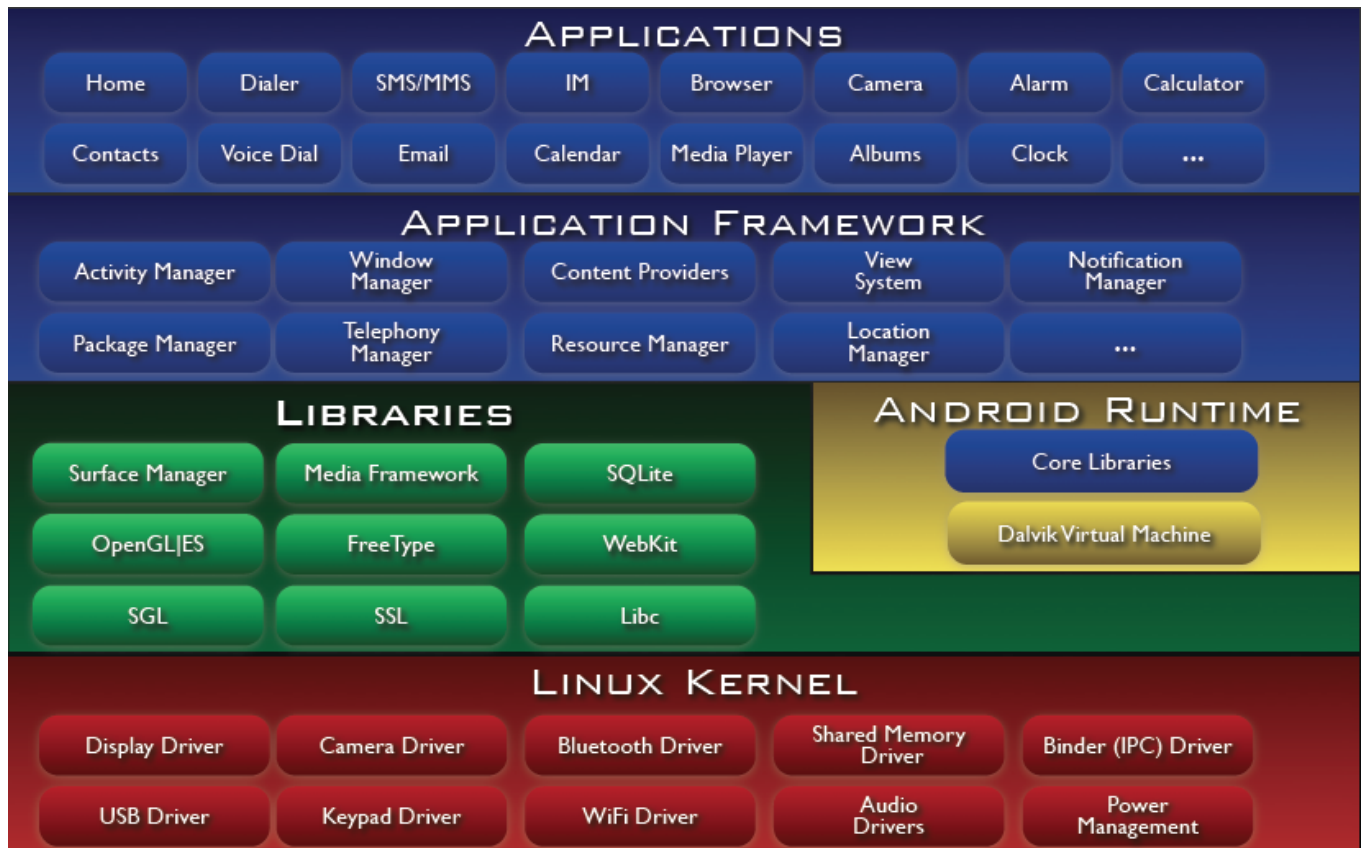 APPLICATIONS
Home Dialer SMS/MMS IM Browser Camera Alarm Calculator
Contacts Voice Dial Email Calendar Media Player Albums Clock ...
APPLICATION FRAMEWORK
Activity Manager
Window
Manager
Content Providers
View
System
Notification
Manager
Package Manager
Telephony
Manager
Resource Manager
Location
Manager
...
LIBRARIES
Surface Manager Media Framework SQLite
OpenGL|ES FreeType WebKit
SGL SSL Libc
ANDROID RUNTIME
Core Libraries
Dalvik Virtual Machine
LINUX KERNEL
Display Driver
Camera Driver
Bluetooth Driver
Shared Memory
Driver
Binder (IPC) Driver
USB Driver
Keypad Driver
WiFi Driver
Audio
Drivers
Power
Management